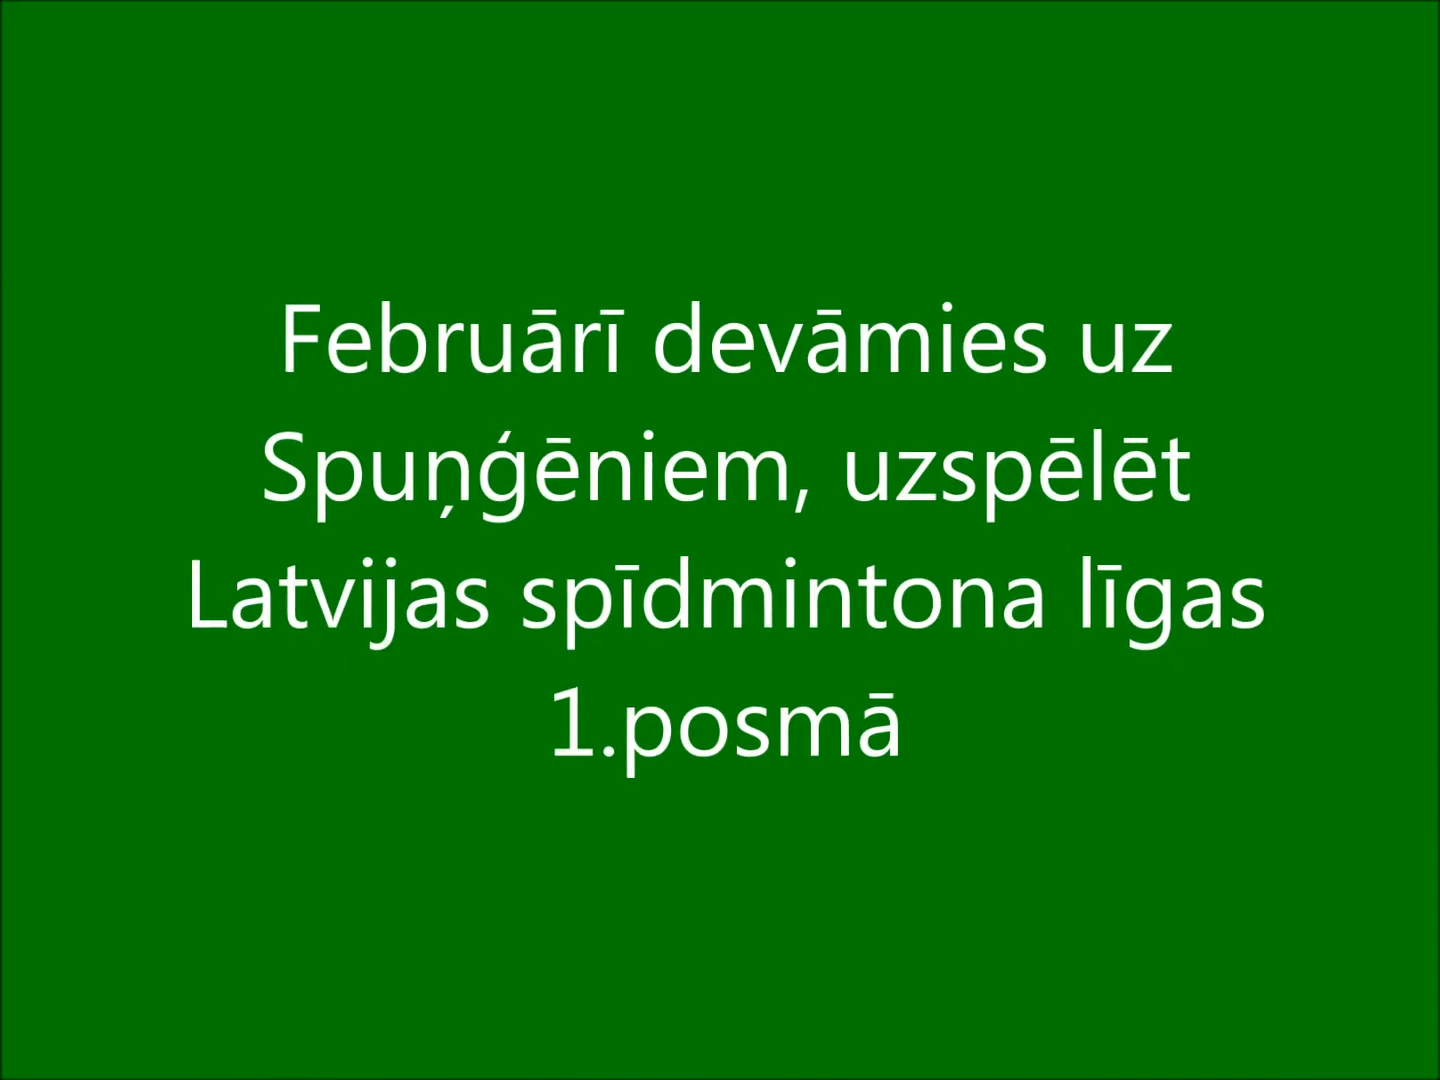 Februārī devāmies uz
Spuņģēniem, uzspēlēt
Latvijas spīdmintona līgas
1.posmā